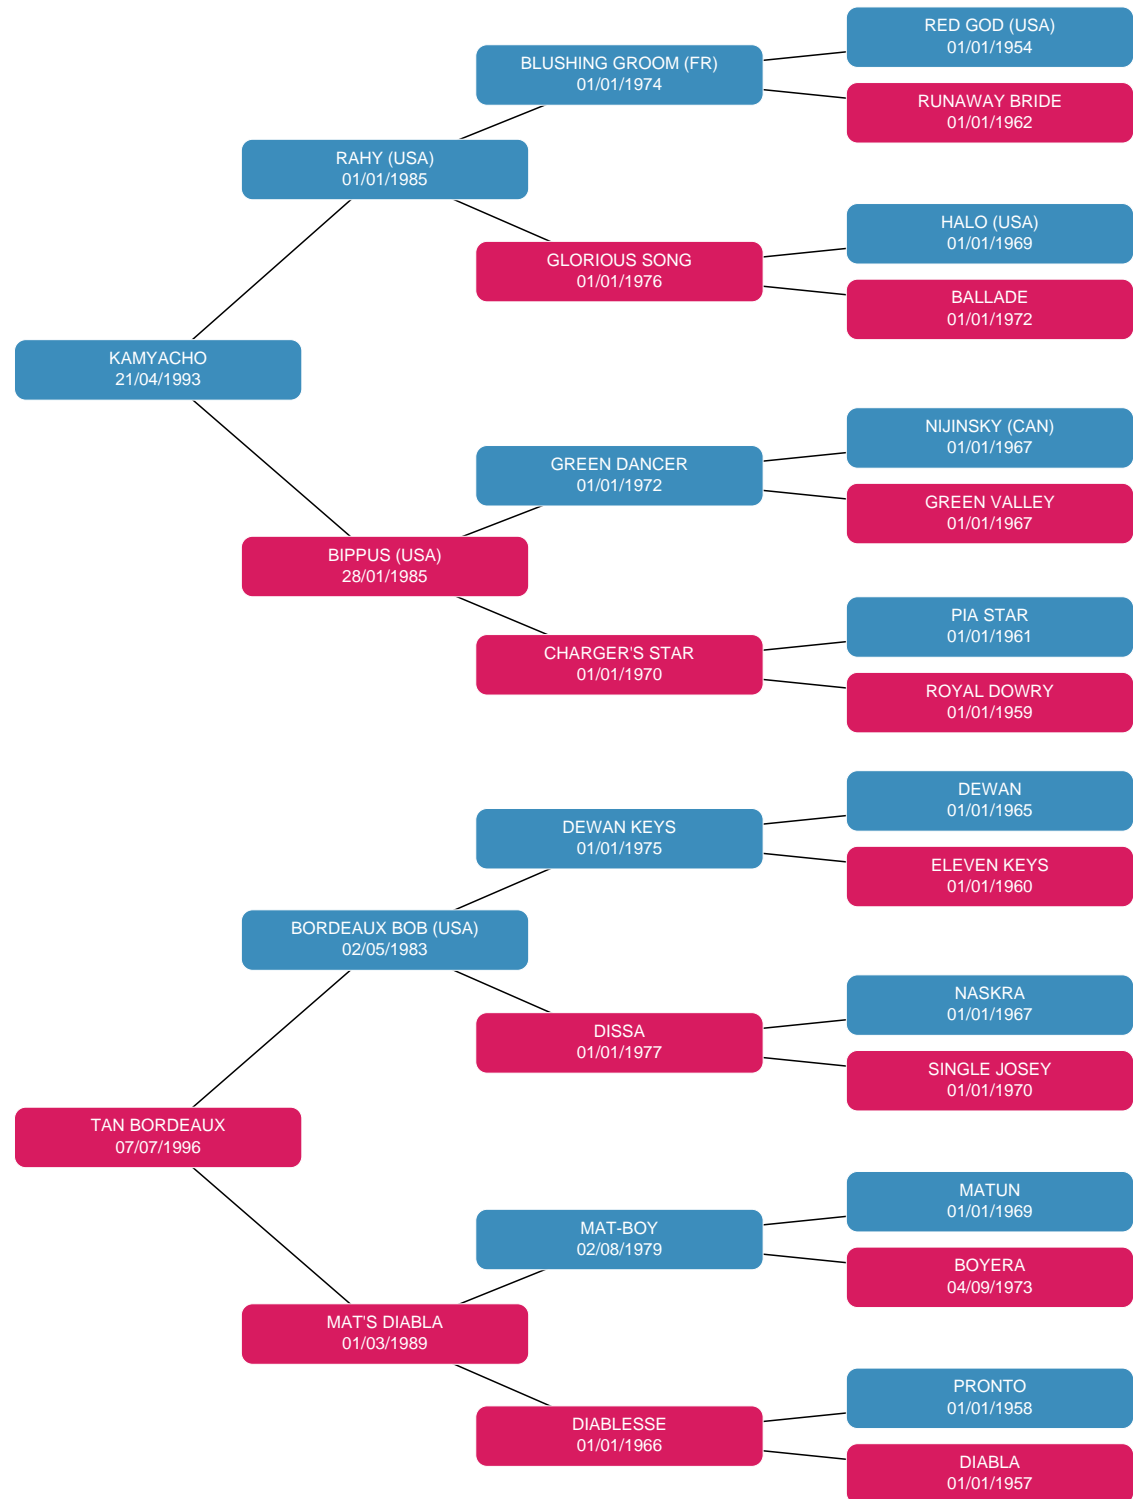 RED GOD (USA)
01/01/1954
BLUSHING GROOM (FR)
01/01/1974
RUNAWAY BRIDE
01/01/1962
RAHY (USA)
01/01/1985
HALO (USA)
01/01/1969
GLORIOUS SONG
01/01/1976
BALLADE
01/01/1972
KAMYACHO
21/04/1993
NIJINSKY (CAN)
01/01/1967
GREEN DANCER
01/01/1972
GREEN VALLEY
01/01/1967
BIPPUS (USA)
28/01/1985
PIA STAR
01/01/1961
CHARGER'S STAR
01/01/1970
ROYAL DOWRY
01/01/1959
DEWAN
01/01/1965
DEWAN KEYS
01/01/1975
ELEVEN KEYS
01/01/1960
BORDEAUX BOB (USA)
02/05/1983
NASKRA
01/01/1967
DISSA
01/01/1977
SINGLE JOSEY
01/01/1970
TAN BORDEAUX
07/07/1996
MATUN
01/01/1969
MAT-BOY
02/08/1979
BOYERA
04/09/1973
MAT'S DIABLA
01/03/1989
PRONTO
01/01/1958
DIABLESSE
01/01/1966
DIABLA
01/01/1957